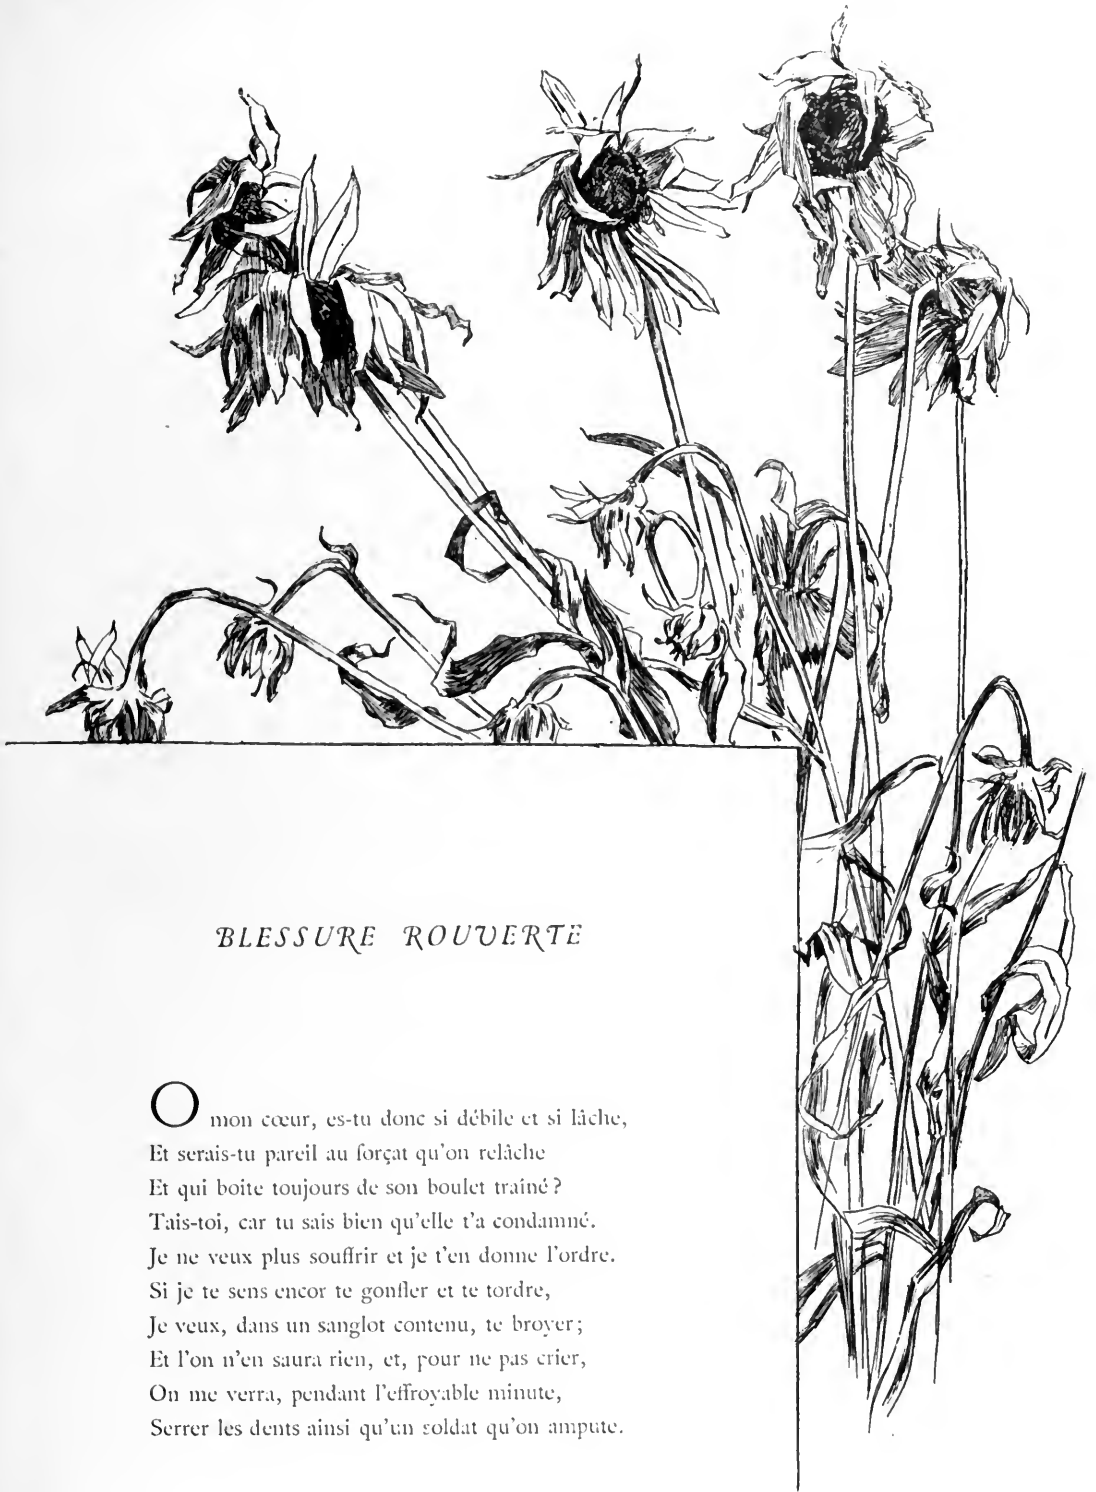 BLESSURE ROUVERTE
O mon cœur, es-tu donc si débile et si lâche,
Et serais-tu pareil au forçat qu'on relâche
Et qui boite toujours de son boulet traîné ?
Tais-toi, car tu sais bien qu'elle t'a condamné.
Je ne veux plus souffrir et je t'en donne l'ordre.
Si je te sens encor te gonfler et te tordre,
Je veux, dans un sanglot contenu, te broyer;
Et l'on n'en saura rien, et, pour ne pas crier,
On me verra, pendant l'effroyable minute,
Serrer les dents ainsi qu'un soldat qu'on ampute.